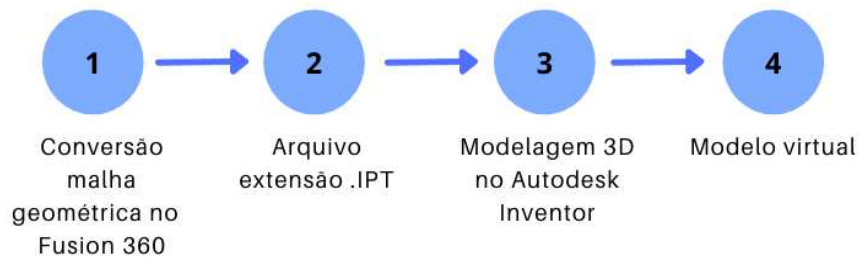 1
2
3
4
Conversão
malha
geométrica no
Fusion 360
Arquivo
extensão .IPT
Modelagem 3D
no Autodesk
Inventor
Modelo virtual